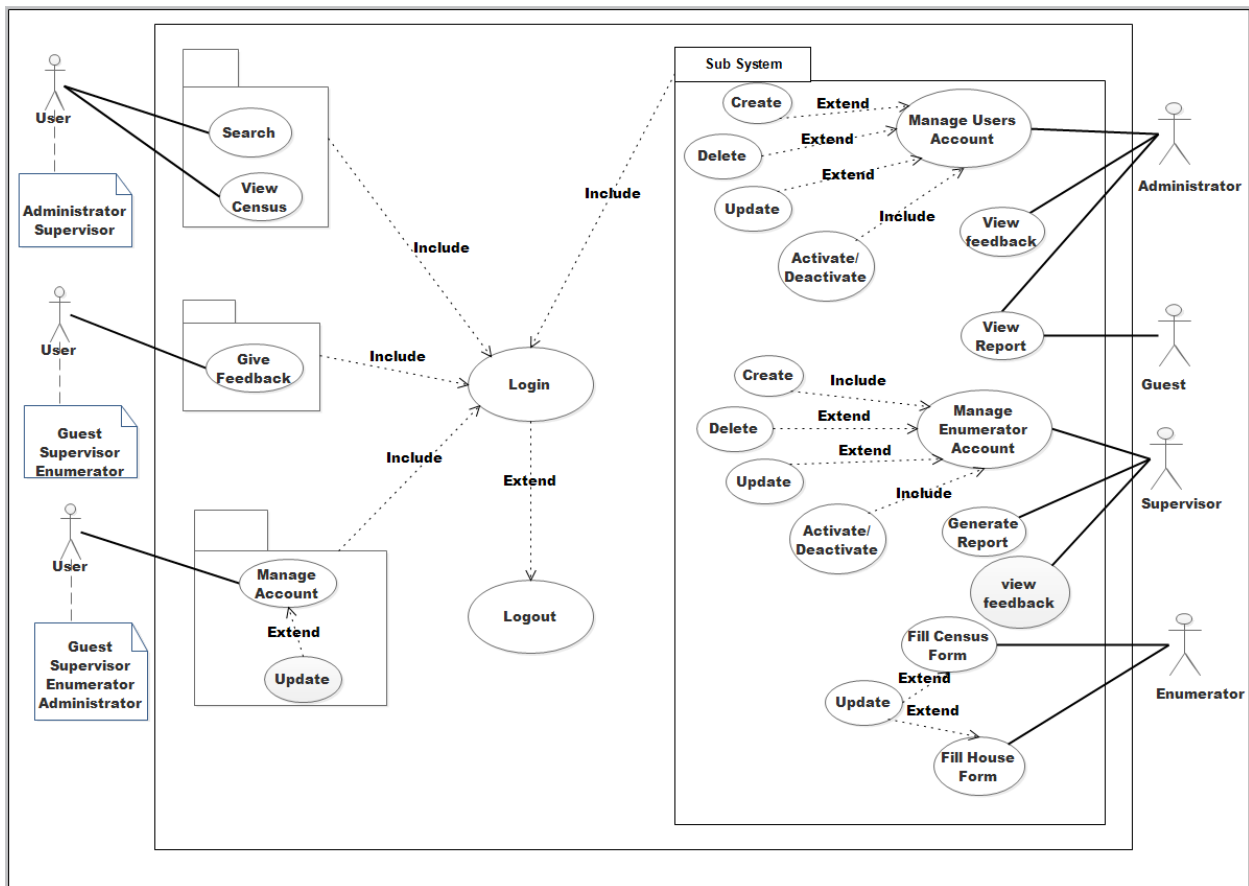 User
Administrator
Supervisor
Search
View
Census
Include
User
Guest
Supervisor
Enumerator
Give
Feedback
Include
User
Guest
Supervisor
Enumerator
Administrator
Manage
Account
Extend
Update
Include
Login
Extend
Logout
Include
Sub System
Create
Extend
Manage Users
Account
Delete
Extend
Update
Extend
Activate/
Deactivate
Include
View
feedback
View
Report
Administrator
Guest
Create
Include
Manage
Enumerator
Account
Delete
Extend
Update
Extend
Activate/
Deactivate
Include
Generate
Report
view
feedback
Supervisor
Fill Census
Form
Extend
Update
Extend
Fill House
Form
Enumerator